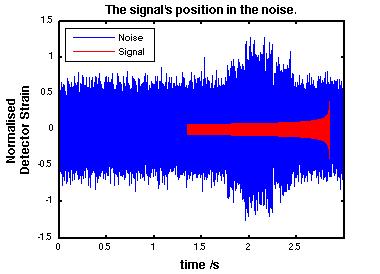 The signal's position in the noise.
1.5
Noise
Signal
1
0.5
0
-0.5
-1
-1.5
Normalised
Detector Strain
0 0.5 1 1.5 2 2.5
time /s